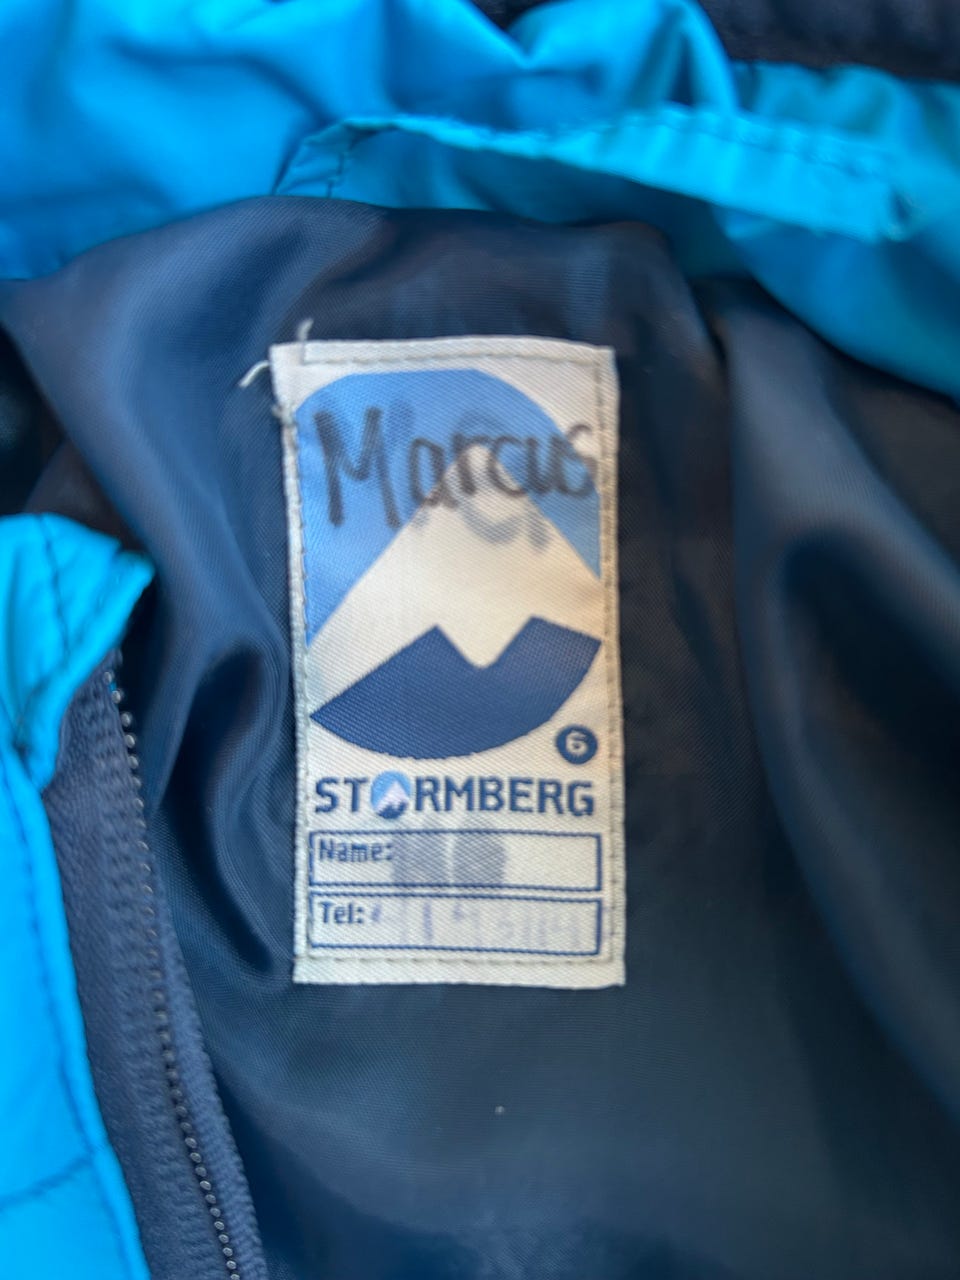 Marcus
6
STORMBERG
Name:
Tel: